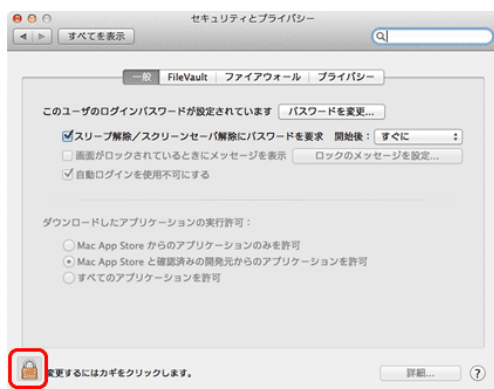 セキュリティとプライバシー
すべてを表示
一般 FileVault ファイアウォール プライバシー
このユーザのログインパスワードが設定されています パスワードを変更...
スリープ解除/スクリーンセーバ解除にパスワードを要求 開始後： すぐに
画面がロックされているときにメッセージを表示 ロックのメッセージを設定...
自動ログインを使用不可にする
ダウンロードしたアプリケーションの実行許可：
Mac App Store からのアプリケーションのみを許可
Mac App Store と確認済みの開発元からのアプリケーションを許可
すべてのアプリケーションを許可
変更するにはカギをクリックします。 詳細... ?